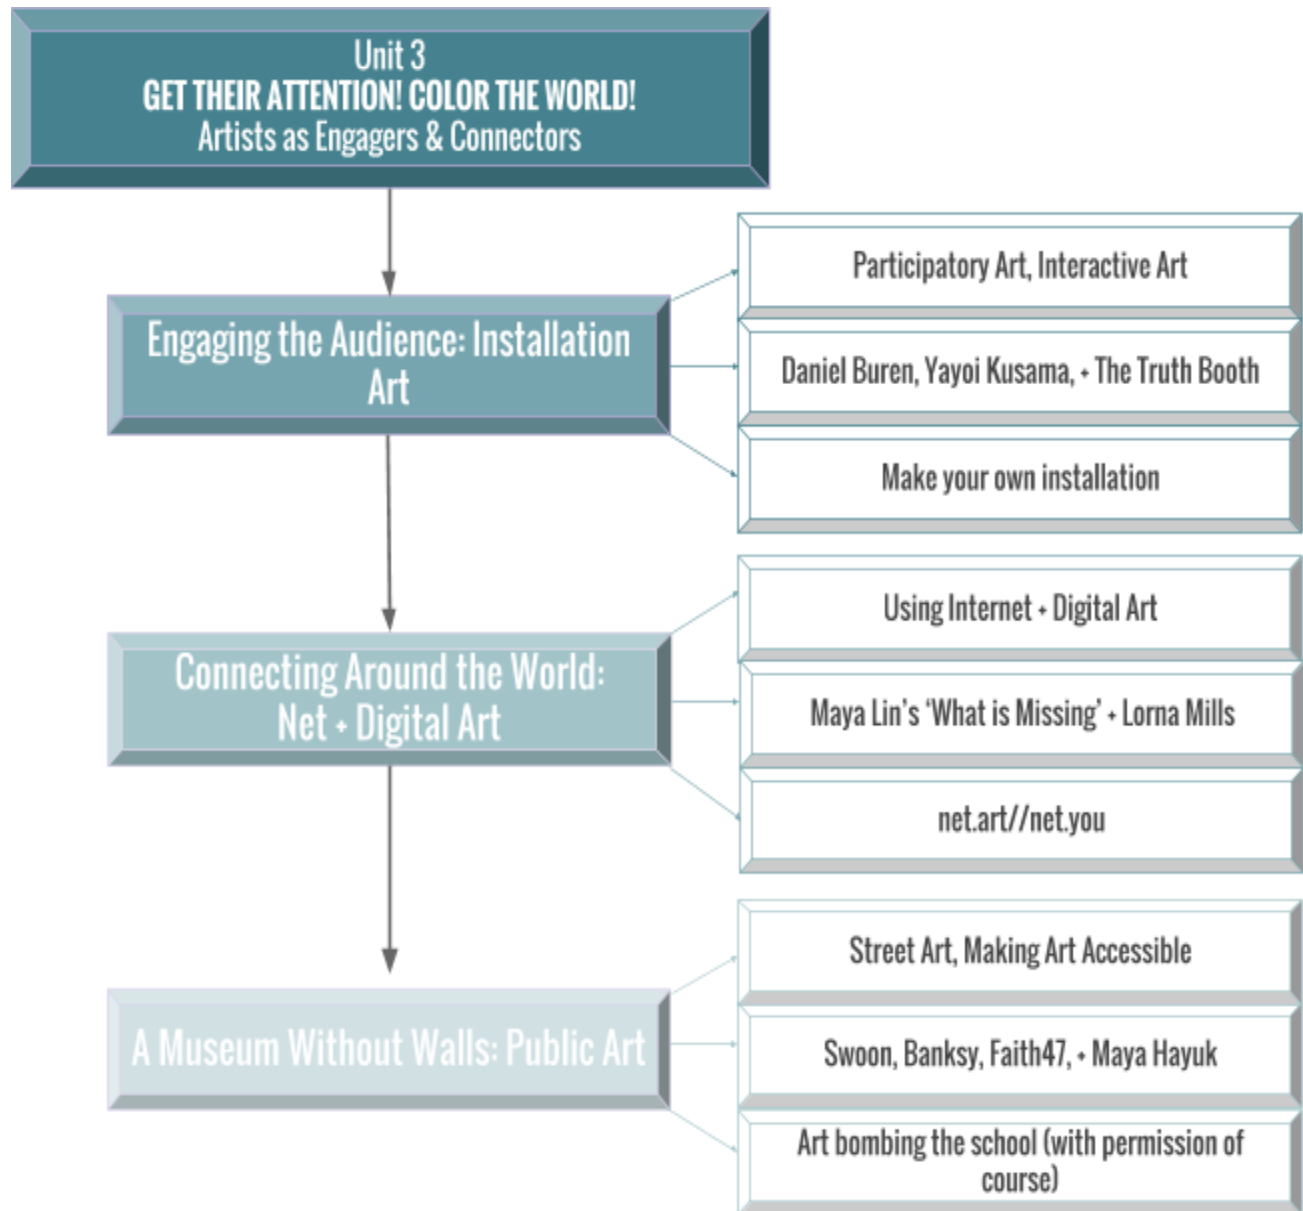 Unit 3
GET THEIR ATTENTION! COLOR THE WORLD!
Artists as Engagers & Connectors
Engaging the Audience: Installation
Art
Participatory Art, Interactive Art
Daniel Buren, Yayoi Kusama, + The Truth Booth
Make your own installation
Connecting Around the World:
Net + Digital Art
Using Internet + Digital Art
Maya Lin's ‘What is Missing’ + Lorna Mills
net.art//net.you
A Museum Without Walls: Public Art
Street Art, Making Art Accessible
Swoon, Banksy, Faith47, + Maya Hayuk
Art bombing the school (with permission of
course)